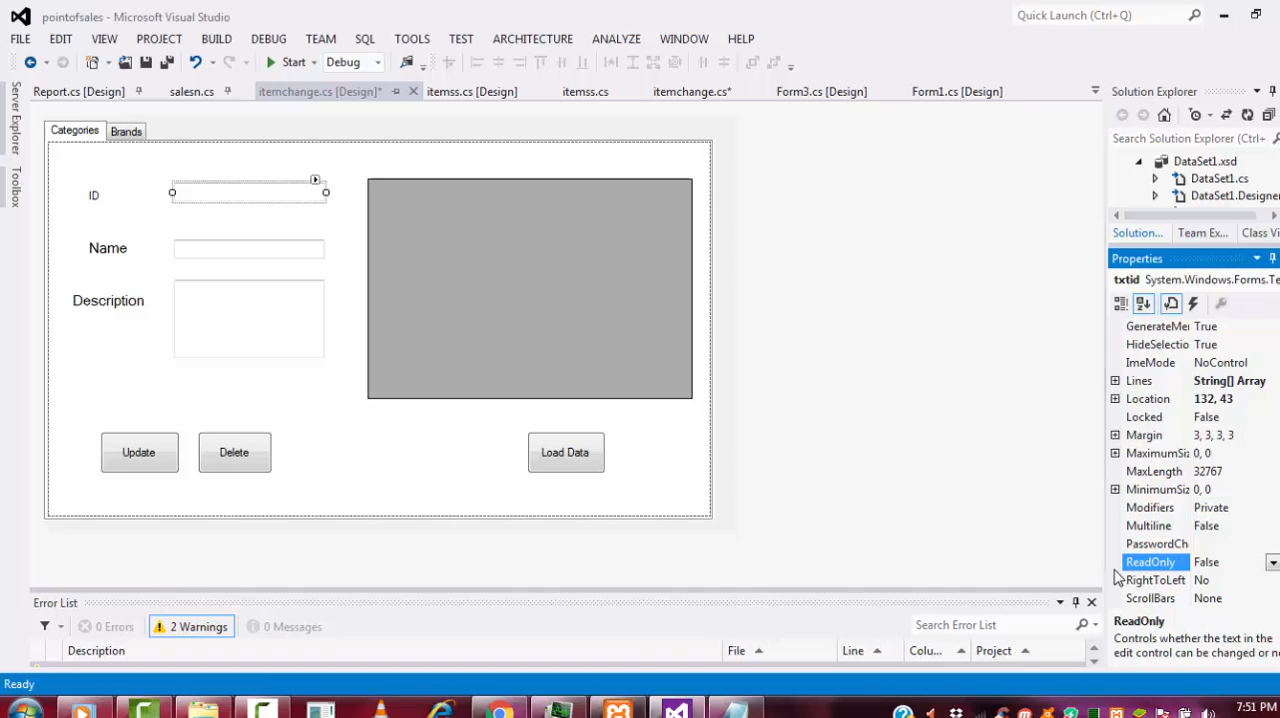 pointofsales - Microsoft Visual Studio
Quick Launch (Ctrl+Q)
FILE EDIT VIEW PROJECT BUILD DEBUG TEAM SQL TOOLS TEST ARCHITECTURE ANALYZE WINDOW HELP
Start Debug
Server Explorer
Toolbox
Report.cs [Design] salesn.cs itemchange.cs [Design]* itemss.cs [Design] itemss.cs itemchange.cs* Form3.cs [Design] Form1.cs [Design]
Categories Brands
ID
Name
Description
Update Delete Load Data
Solution Explorer
Search Solution Explorer (Ctrl+
DataSet1.xsd
DataSet1.cs
DataSet1.Designer
Solution... Team Ex... Class Vi
Properties
txtid System.Windows.Forms.Te
GenerateMe True
HideSelectio True
ImeMode NoControl
Lines String[] Array
Location 132, 43
Locked False
Margin 3, 3, 3, 3
MaximumSiz 0, 0
MaxLength 32767
MinimumSiz 0, 0
Modifiers Private
Multiline False
PasswordCh
ReadOnly False
RightToLeft No
ScrollBars None
ReadOnly
Controls whether the text in the
edit control can be changed or no
Error List
0 Errors 2 Warnings 0 Messages Search Error List
Description File Line Colu... Project
Ready
7:51 PM